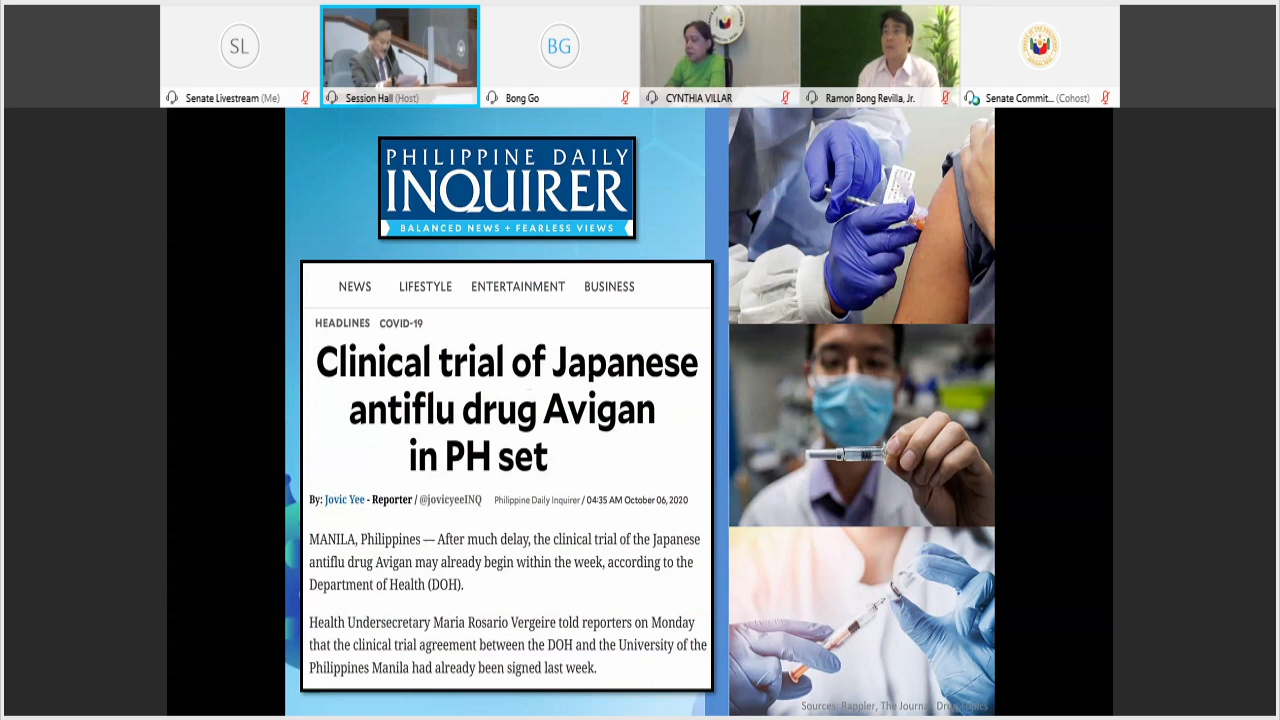 SL
BG
Senate Livestream (Me)
Session Hall (Host)
Bong Go
CYNTHIA VILLAR
Ramon Bong Revilla, Jr.
Senate Commit... (Cohost)
PHILIPPINE DAILY
INQUIRER
BALANCED NEWS + FEARLESS VIEWS
NEWS LIFESTYLE ENTERTAINMENT BUSINESS
HEADLINES COVID-19
Clinical trial of Japanese
antiflu drug Avigan
in PH set
By: Jovic Yee - Reporter / @jovicyeeINQ Philippine Daily Inquirer / 04:35 AM October 06, 2020
MANILA, Philippines — After much delay, the clinical trial of the Japanese
antiflu drug Avigan may already begin within the week, according to the
Department of Health (DOH).
Health Undersecretary Maria Rosario Vergeire told reporters on Monday
that the clinical trial agreement between the DOH and the University of the
Philippines Manila had already been signed last week.
Sources: Rappler, The Journal, Drug Topics